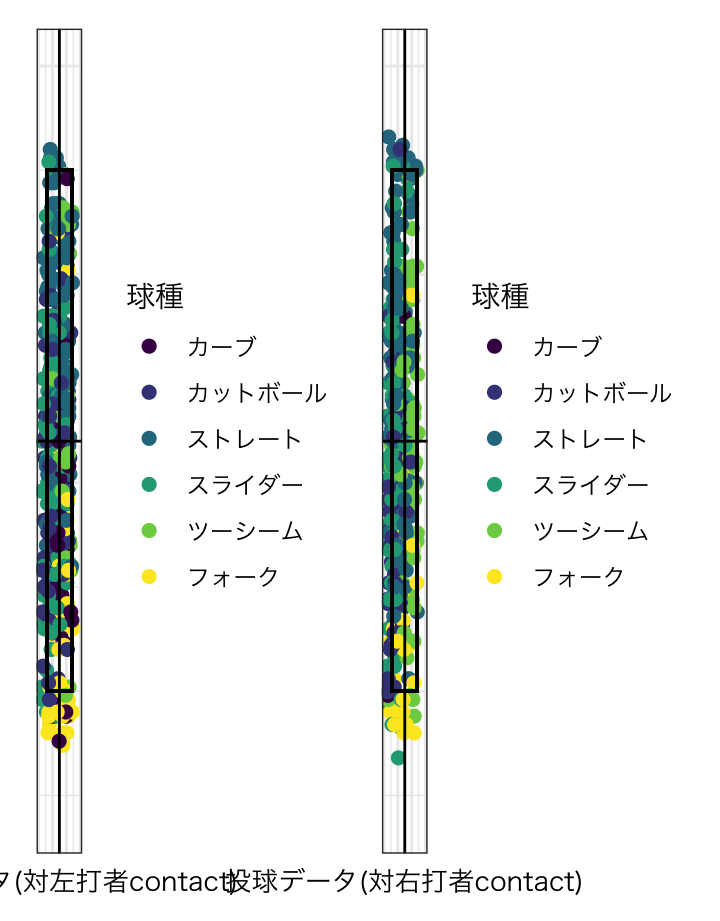 球種
カーブ
カットボール
ストレート
スライダー
ツーシーム
フォーク
球種
カーブ
カットボール
ストレート
スライダー
ツーシーム
フォーク
タ(対左打者contact)
投球データ(対右打者contact)